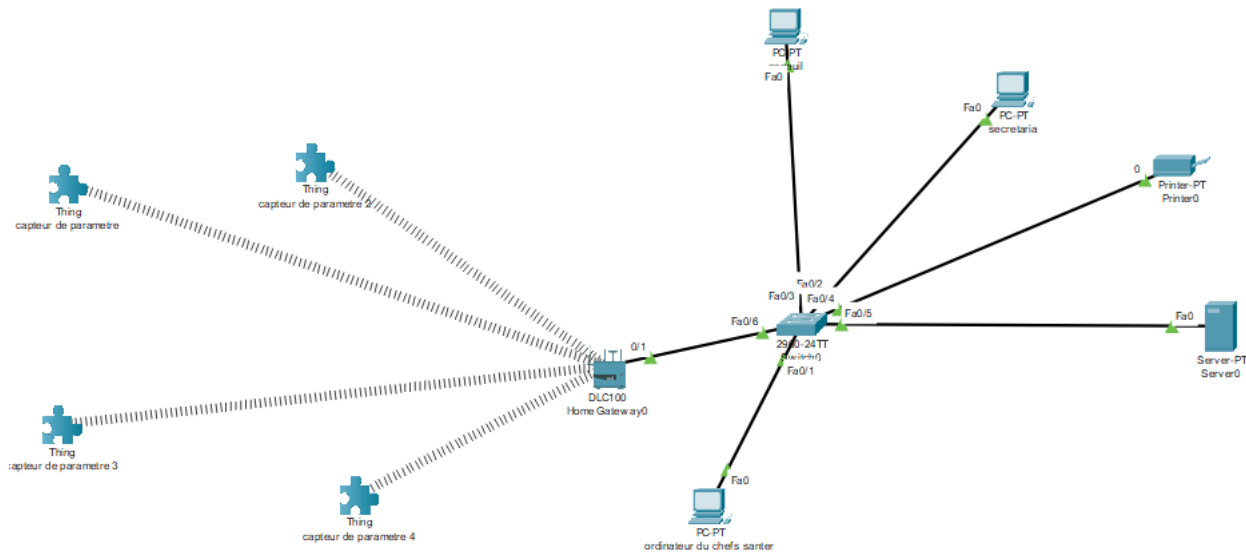 PC-PT
Fa0
Fa0
PC-PT
secretaria
0
Printer-PT
Printer0
Thing
capteur de parametre
Thing
capteur de parametre 2
Fa0/2
Fa0/3
Fa0/4
Fa0/5
Fa0/6
0/1
Fa0
2960-24TT
Switch0
Fa0/1
Server-PT
Server0
DLC100
Home Gateway0
Thing
capteur de parametre 3
Thing
capteur de parametre 4
Fa0
PC-PT
ordinateur du chefs santer